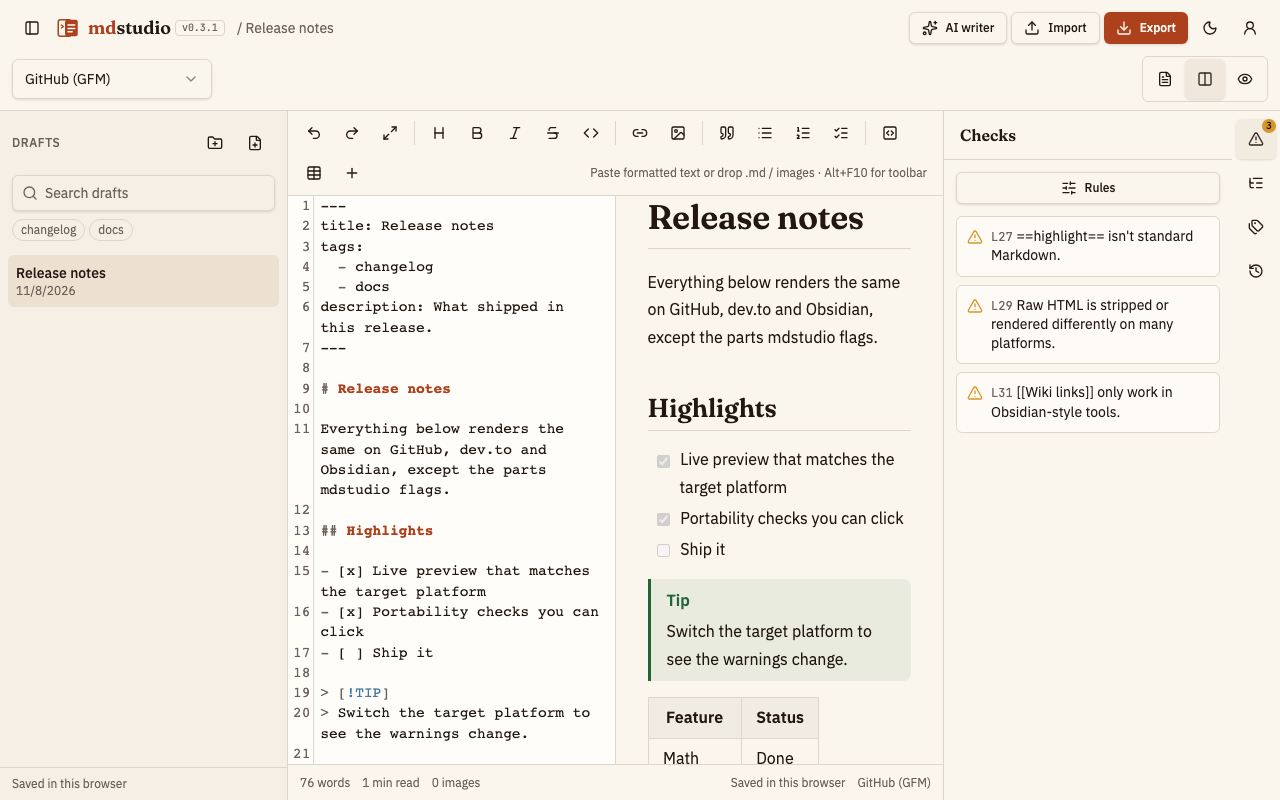 mdstudio v0.3.1 / Release notes
AI writer
Import
Export
GitHub (GFM)
DRAFTS
Search drafts
changelog
docs
Release notes
11/8/2026
Saved in this browser
Paste formatted text or drop .md / images · Alt+F10 for toolbar
1 ---
2 title: Release notes
3 tags:
4   - changelog
5   - docs
6 description: What shipped in
this release.
7 ---
8
9 # Release notes
10
11 Everything below renders the
same on GitHub, dev.to and
Obsidian, except the parts
mdstudio flags.
12
13 ## Highlights
14
15 - [x] Live preview that matches
the target platform
16 - [x] Portability checks you can
click
17 - [ ] Ship it
18
19 > [!TIP]
20 > Switch the target platform to
see the warnings change.
21
Release notes
Everything below renders the same
on GitHub, dev.to and Obsidian,
except the parts mdstudio flags.
Highlights
Live preview that matches the
target platform
Portability checks you can click
Ship it
Tip
Switch the target platform to
see the warnings change.
Feature Status
Math Done
76 words 1 min read 0 images
Saved in this browser GitHub (GFM)
Checks
3
Rules
L27 ==highlight== isn't standard
Markdown.
L29 Raw HTML is stripped or
rendered differently on many
platforms.
L31 [[Wiki links]] only work in
Obsidian-style tools.